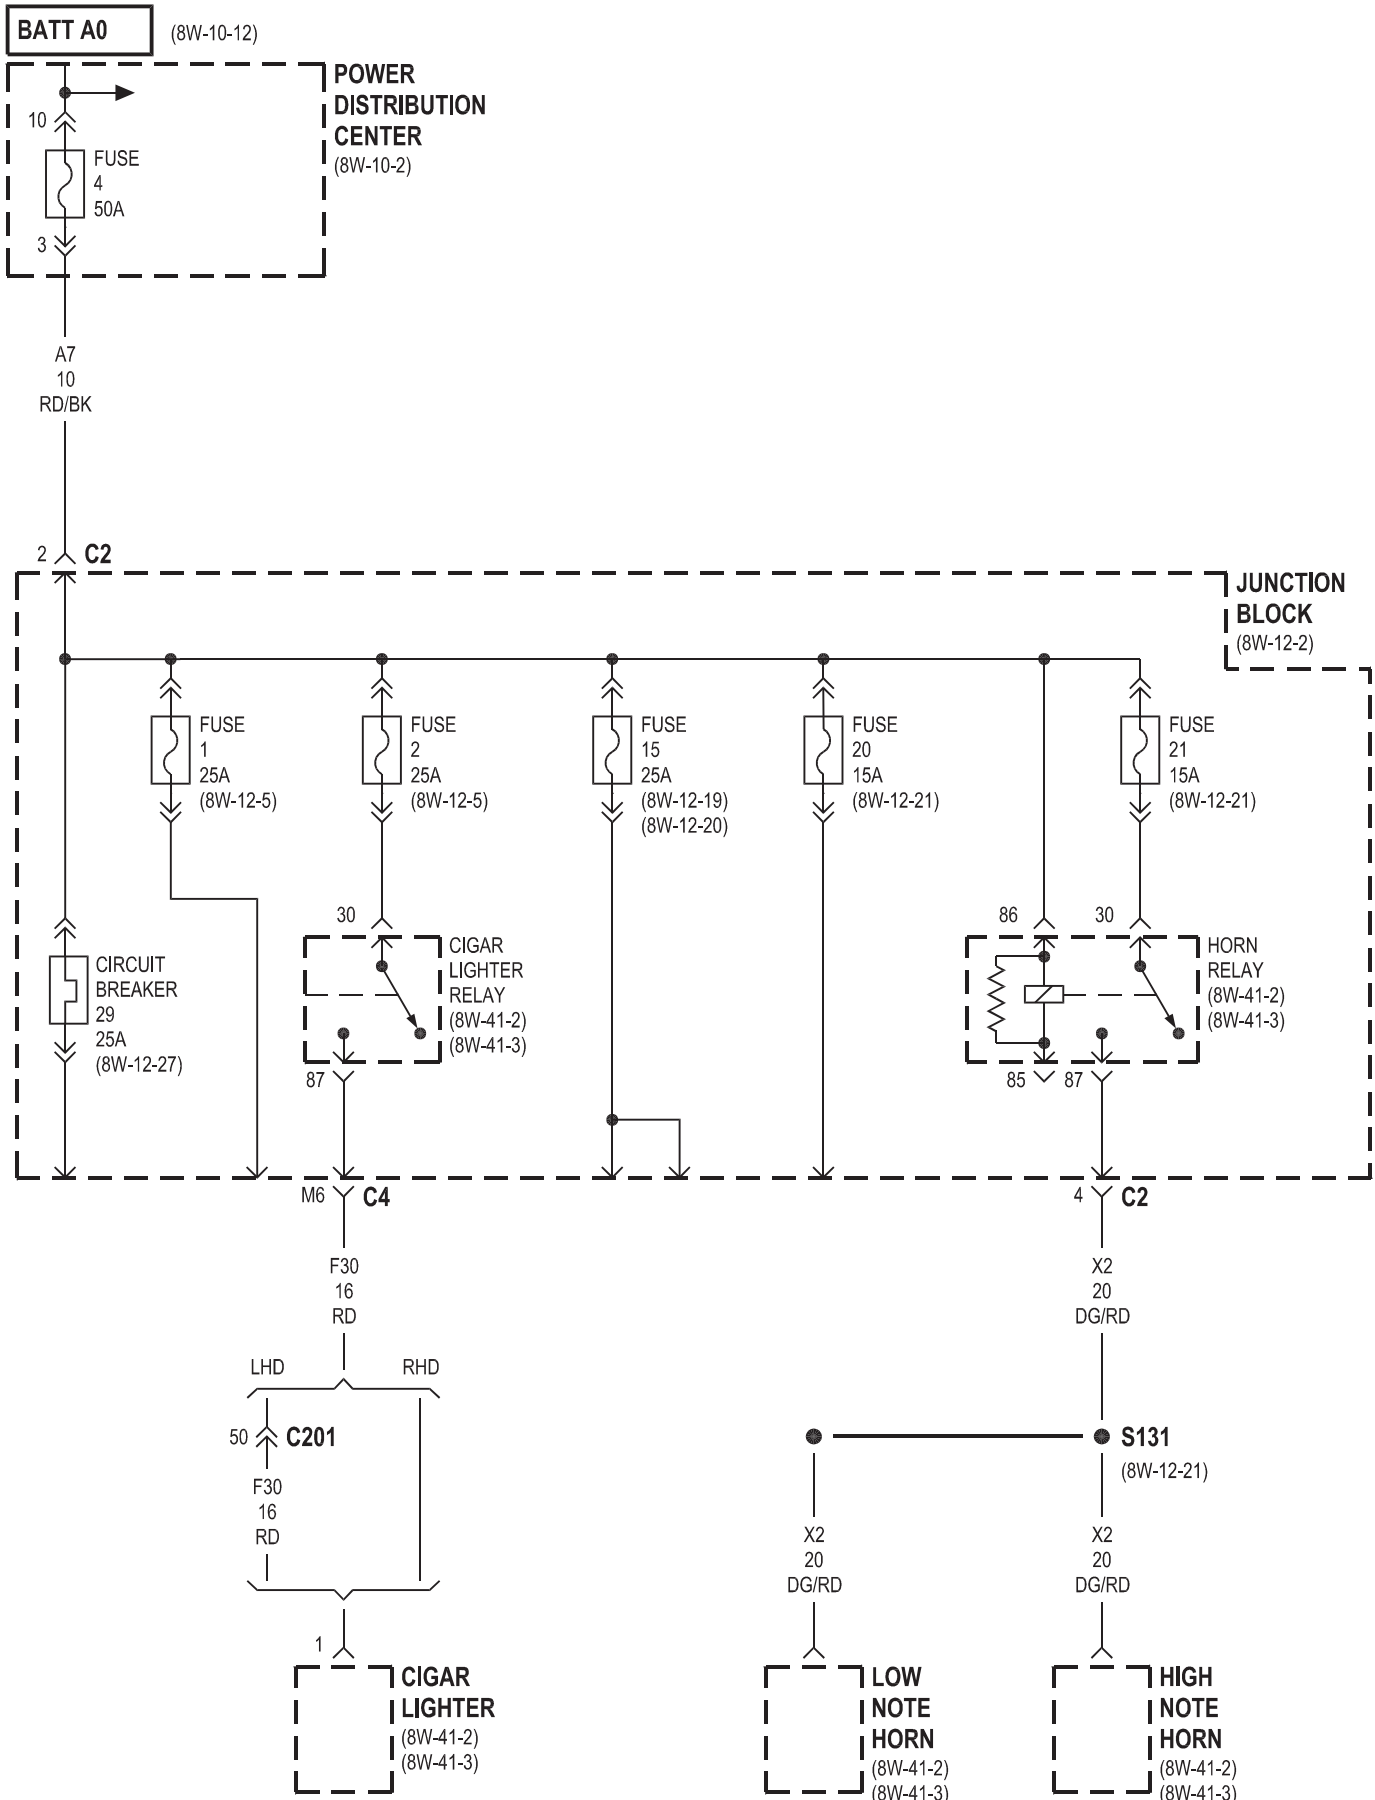 BATT A0
(8W-10-12)
POWER
DISTRIBUTION
CENTER
(8W-10-2)
10
FUSE
4
50A
3
A7
10
RD/BK
2
C2
JUNCTION
BLOCK
(8W-12-2)
FUSE
1
25A
(8W-12-5)
FUSE
2
25A
(8W-12-5)
FUSE
15
25A
(8W-12-19)
(8W-12-20)
FUSE
20
15A
(8W-12-21)
FUSE
21
15A
(8W-12-21)
30
86
30
CIRCUIT
BREAKER
29
25A
(8W-12-27)
CIGAR
LIGHTER
RELAY
(8W-41-2)
(8W-41-3)
HORN
RELAY
(8W-41-2)
(8W-41-3)
87
85
87
M6
C4
4
C2
F30
16
RD
X2
20
DG/RD
LHD
RHD
50
C201
F30
16
RD
S131
(8W-12-21)
X2
20
DG/RD
X2
20
DG/RD
1
CIGAR
LIGHTER
(8W-41-2)
(8W-41-3)
LOW
NOTE
HORN
(8W-41-2)
(8W-41-3)
HIGH
NOTE
HORN
(8W-41-2)
(8W-41-3)